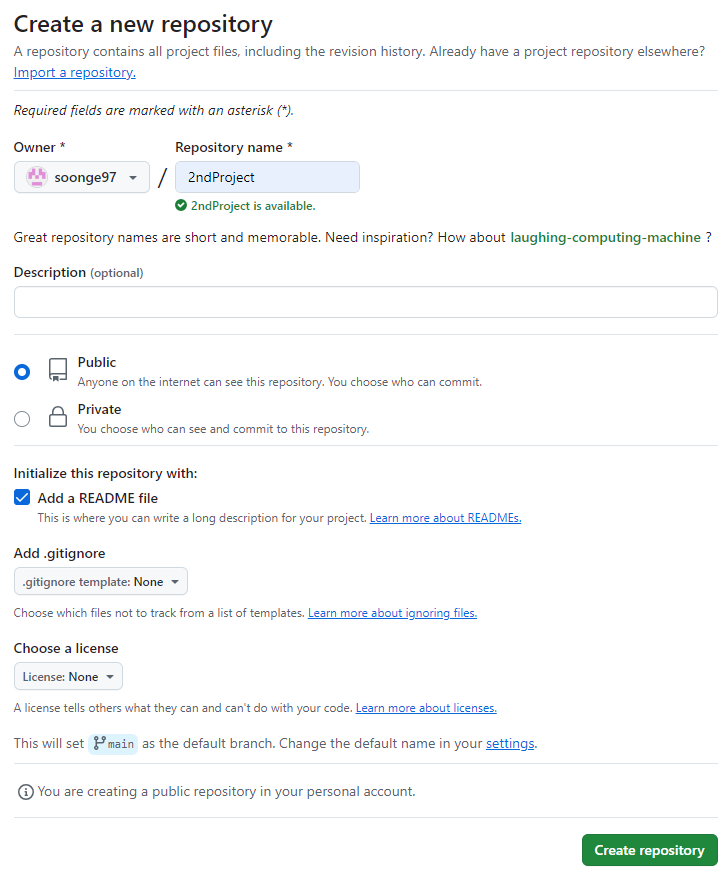 Create a new repository
A repository contains all project files, including the revision history. Already have a project repository elsewhere?
Import a repository.
Required fields are marked with an asterisk (*).
Owner * Repository name *
soonge97 / 2ndProject
2ndProject is available.
Great repository names are short and memorable. Need inspiration? How about laughing-computing-machine ?
Description (optional)
Public
Anyone on the internet can see this repository. You choose who can commit.
Private
You choose who can see and commit to this repository.
Initialize this repository with:
Add a README file
This is where you can write a long description for your project. Learn more about READMEs.
Add .gitignore
.gitignore template: None
Choose which files not to track from a list of templates. Learn more about ignoring files.
Choose a license
License: None
A license tells others what they can and can't do with your code. Learn more about licenses.
This will set main as the default branch. Change the default name in your settings.
You are creating a public repository in your personal account.
Create repository